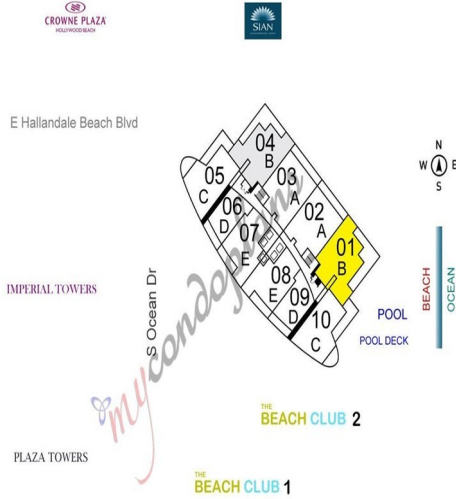 CROWNE PLAZA
HOLLYWOOD BEACH
SIAN
E Hallandale Beach Blvd
N
W E
S
04
B
05
C
03
A
06
D
02
A
07
E
01
B
08
E
09
D
10
C
IMPERIAL TOWERS
S Ocean Dr
POOL
POOL DECK
BEACH
OCEAN
mycondoplans
THE
BEACH CLUB 2
PLAZA TOWERS
THE
BEACH CLUB 1